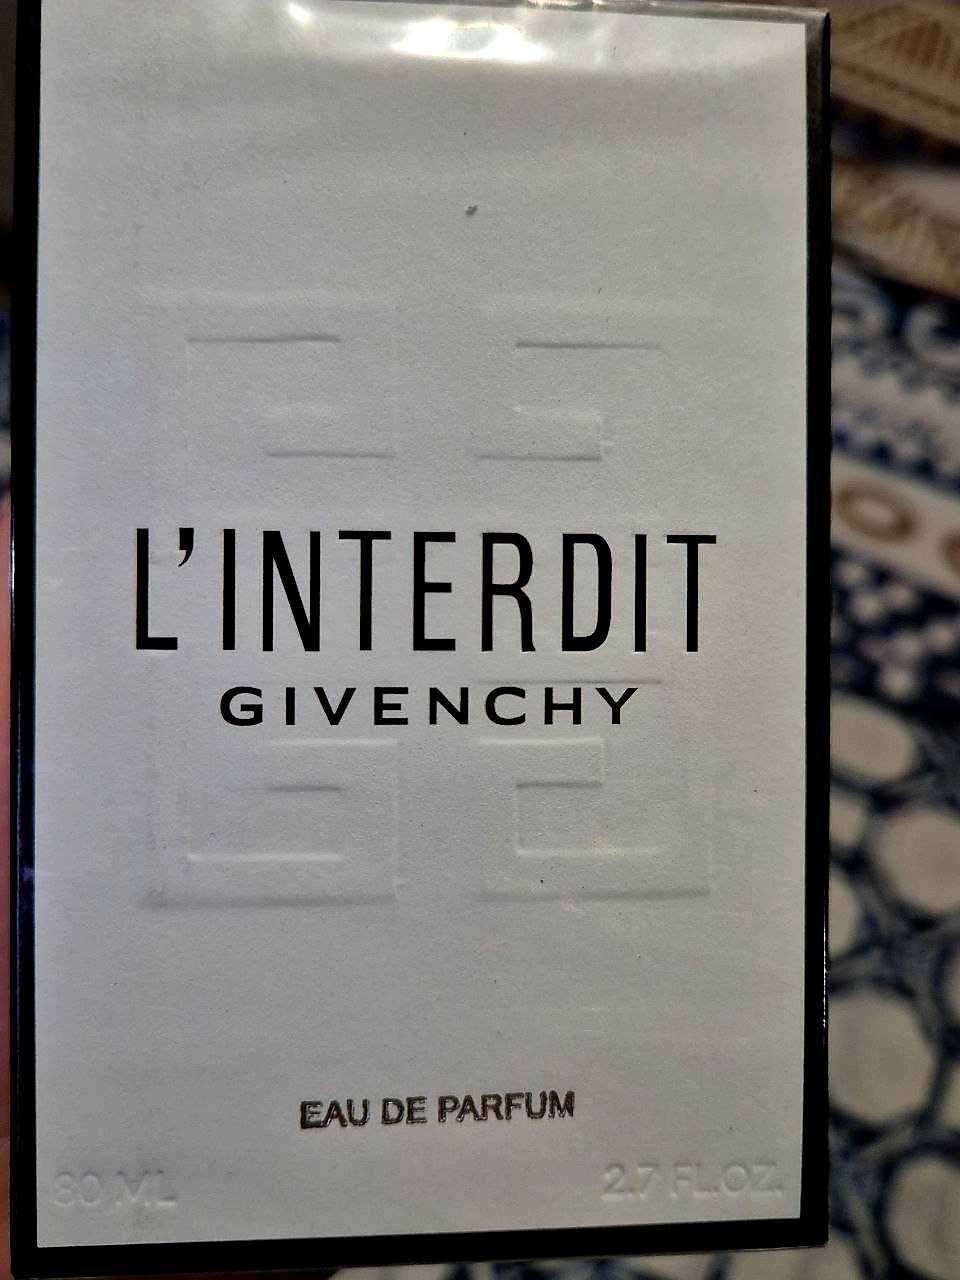 L'INTERDIT
GIVENCHY
EAU DE PARFUM
80 ML 2.7 FL.OZ.